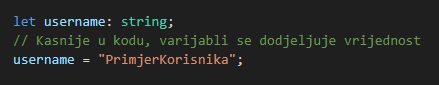 let username: string;
// Kasnije u kodu, varijabli se dodjeljuje vrijednost
username = "PrimjerKorisnika";